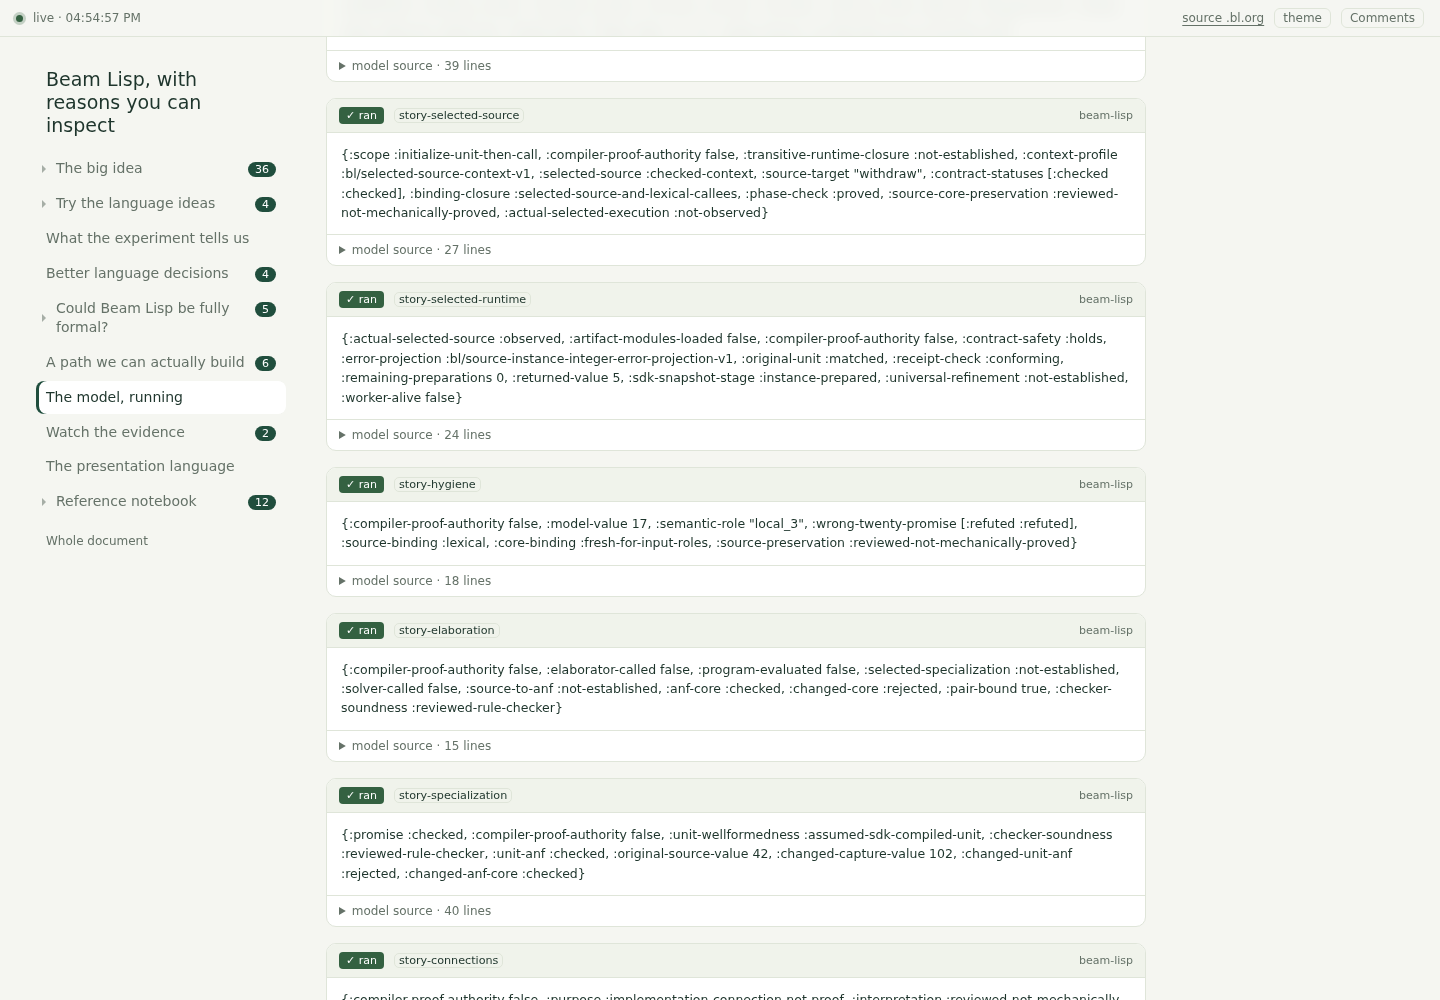 live · 04:54:57 PM
source .bl.org
theme
Comments
Beam Lisp, with
reasons you can
inspect
The big idea
36
Try the language ideas
4
What the experiment tells us
Better language decisions
4
Could Beam Lisp be fully
formal?
5
A path we can actually build
6
The model, running
Watch the evidence
2
The presentation language
Reference notebook
12
Whole document
model source · 39 lines
✓ ran
story-selected-source
beam-lisp
{:scope :initialize-unit-then-call, :compiler-proof-authority false, :transitive-runtime-closure :not-established, :context-profile
:bl/selected-source-context-v1, :selected-source :checked-context, :source-target "withdraw", :contract-statuses [:checked
:checked], :binding-closure :selected-source-and-lexical-callees, :phase-check :proved, :source-core-preservation :reviewed-
not-mechanically-proved, :actual-selected-execution :not-observed}
model source · 27 lines
✓ ran
story-selected-runtime
beam-lisp
{:actual-selected-source :observed, :artifact-modules-loaded false, :compiler-proof-authority false, :contract-safety :holds,
:error-projection :bl/source-instance-integer-error-projection-v1, :original-unit :matched, :receipt-check :conforming,
:remaining-preparations 0, :returned-value 5, :sdk-snapshot-stage :instance-prepared, :universal-refinement :not-established,
:worker-alive false}
model source · 24 lines
✓ ran
story-hygiene
beam-lisp
{:compiler-proof-authority false, :model-value 17, :semantic-role "local_3", :wrong-twenty-promise [:refuted :refuted],
:source-binding :lexical, :core-binding :fresh-for-input-roles, :source-preservation :reviewed-not-mechanically-proved}
model source · 18 lines
✓ ran
story-elaboration
beam-lisp
{:compiler-proof-authority false, :elaborator-called false, :program-evaluated false, :selected-specialization :not-established,
:solver-called false, :source-to-anf :not-established, :anf-core :checked, :changed-core :rejected, :pair-bound true, :checker-
soundness :reviewed-rule-checker}
model source · 15 lines
✓ ran
story-specialization
beam-lisp
{:promise :checked, :compiler-proof-authority false, :unit-wellformedness :assumed-sdk-compiled-unit, :checker-soundness
:reviewed-rule-checker, :unit-anf :checked, :original-source-value 42, :changed-capture-value 102, :changed-unit-anf
:rejected, :changed-anf-core :checked}
model source · 40 lines
✓ ran
story-connections
beam-lisp
{:compiler-proof-authority false, :purpose :implementation-connection-not-proof, :interpretation :reviewed-not-mechanically-